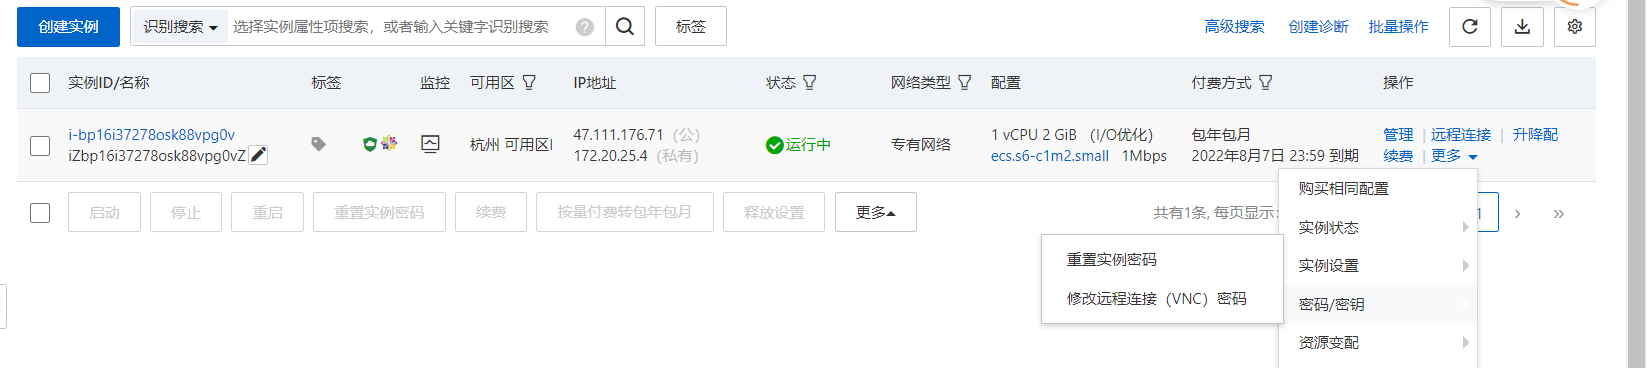 创建实例 识别搜索 选择实例属性项搜索，或者输入关键字识别搜索 ? 标签 高级搜索 创建诊断 批量操作
实例ID/名称 标签 监控 可用区 IP地址 状态 网络类型 配置 付费方式 操作
i-bp16i37278osk88vpg0v 47.111.176.71（公） 1 vCPU 2 GiB （I/O优化） 包年包月 管理 | 远程连接 | 升降配
杭州 可用区I 运行中 专有网络
iZbp16i37278osk88vpg0vZ 172.20.25.4（私有） ecs.s6-c1m2.small 1Mbps 2022年8月7日 23:59 到期 续费 | 更多
启动 停止 重启 重置实例密码 续费 按量付费转包年包月 释放设置 更多 共有1条, 每页显示: 1 › »
购买相同配置
实例状态
实例设置
密码/密钥
资源变配
重置实例密码
修改远程连接（VNC）密码